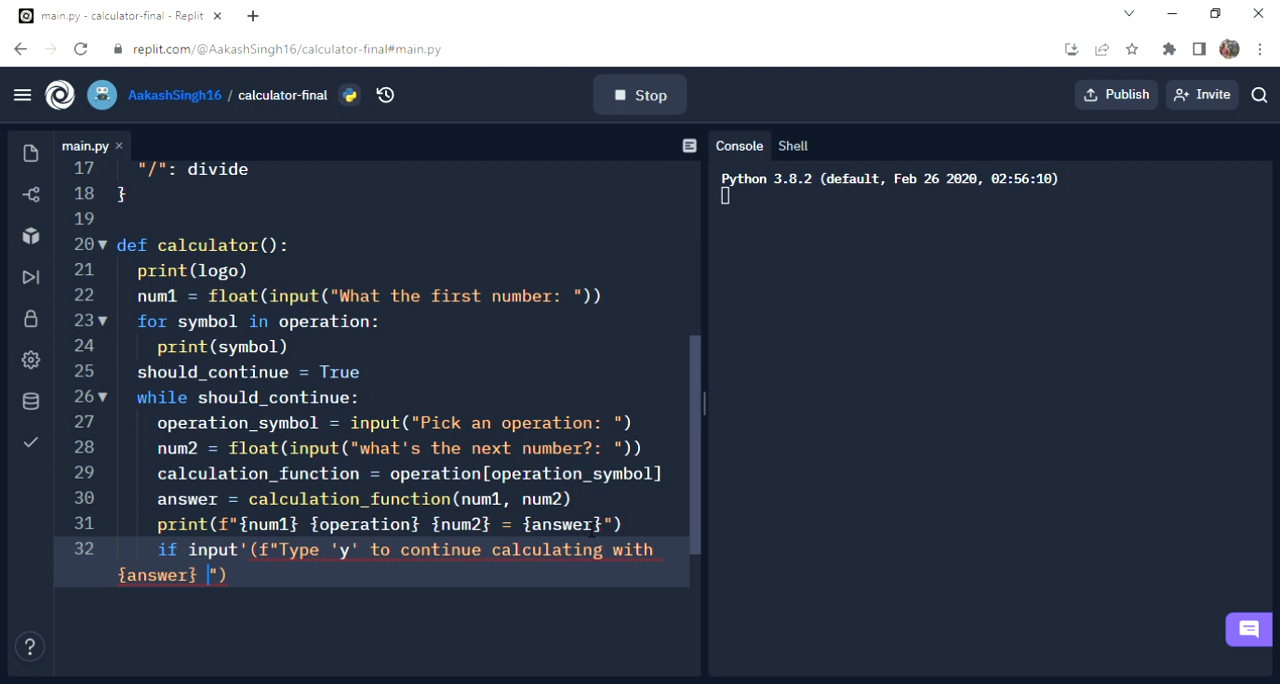 main.py - calculator-final - Replit
replit.com/@AakashSingh16/calculator-final#main.py
AakashSingh16 / calculator-final
Stop
Publish
Invite
main.py
17 "/": divide
18 }
19
20 def calculator():
21 print(logo)
22 num1 = float(input("What the first number: "))
23 for symbol in operation:
24 print(symbol)
25 should_continue = True
26 while should_continue:
27 operation_symbol = input("Pick an operation: ")
28 num2 = float(input("what's the next number?: "))
29 calculation_function = operation[operation_symbol]
30 answer = calculation_function(num1, num2)
31 print(f"{num1} {operation} {num2} = {answer}")
32 if input'(f"Type 'y' to continue calculating with
{answer} ")
Console Shell
Python 3.8.2 (default, Feb 26 2020, 02:56:10)
?